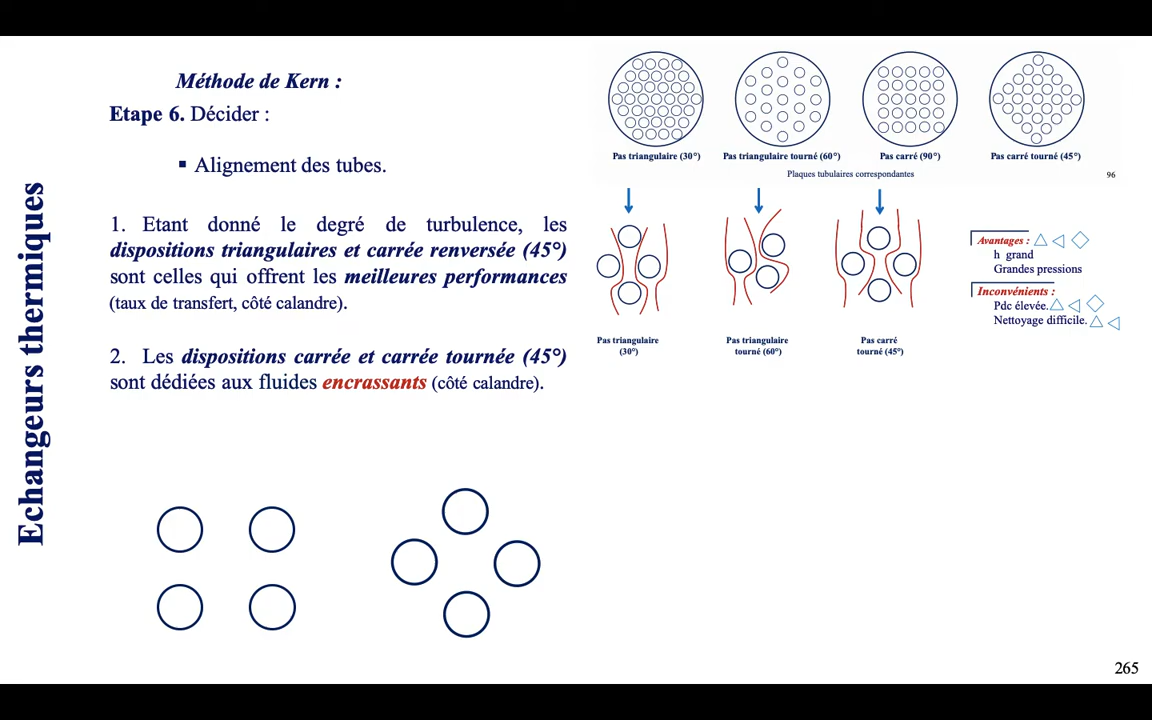 Echangeurs thermiques
Méthode de Kern :
Etape 6. Décider :
▪ Alignement des tubes.
1. Etant donné le degré de turbulence, les
dispositions triangulaires et carrée renversée (45°)
sont celles qui offrent les meilleures performances
(taux de transfert, côté calandre).
2. Les dispositions carrée et carrée tournée (45°)
sont dédiées aux fluides encrassants (côté calandre).
Pas triangulaire (30°)
Pas triangulaire tourné (60°)
Pas carré (90°)
Pas carré tourné (45°)
Plaques tubulaires correspondantes
96
Pas triangulaire
(30°)
Pas triangulaire
tourné (60°)
Pas carré
tourné (45°)
Avantages :
h grand
Grandes pressions
Inconvénients :
Pdc élevée.
Nettoyage difficile.
265